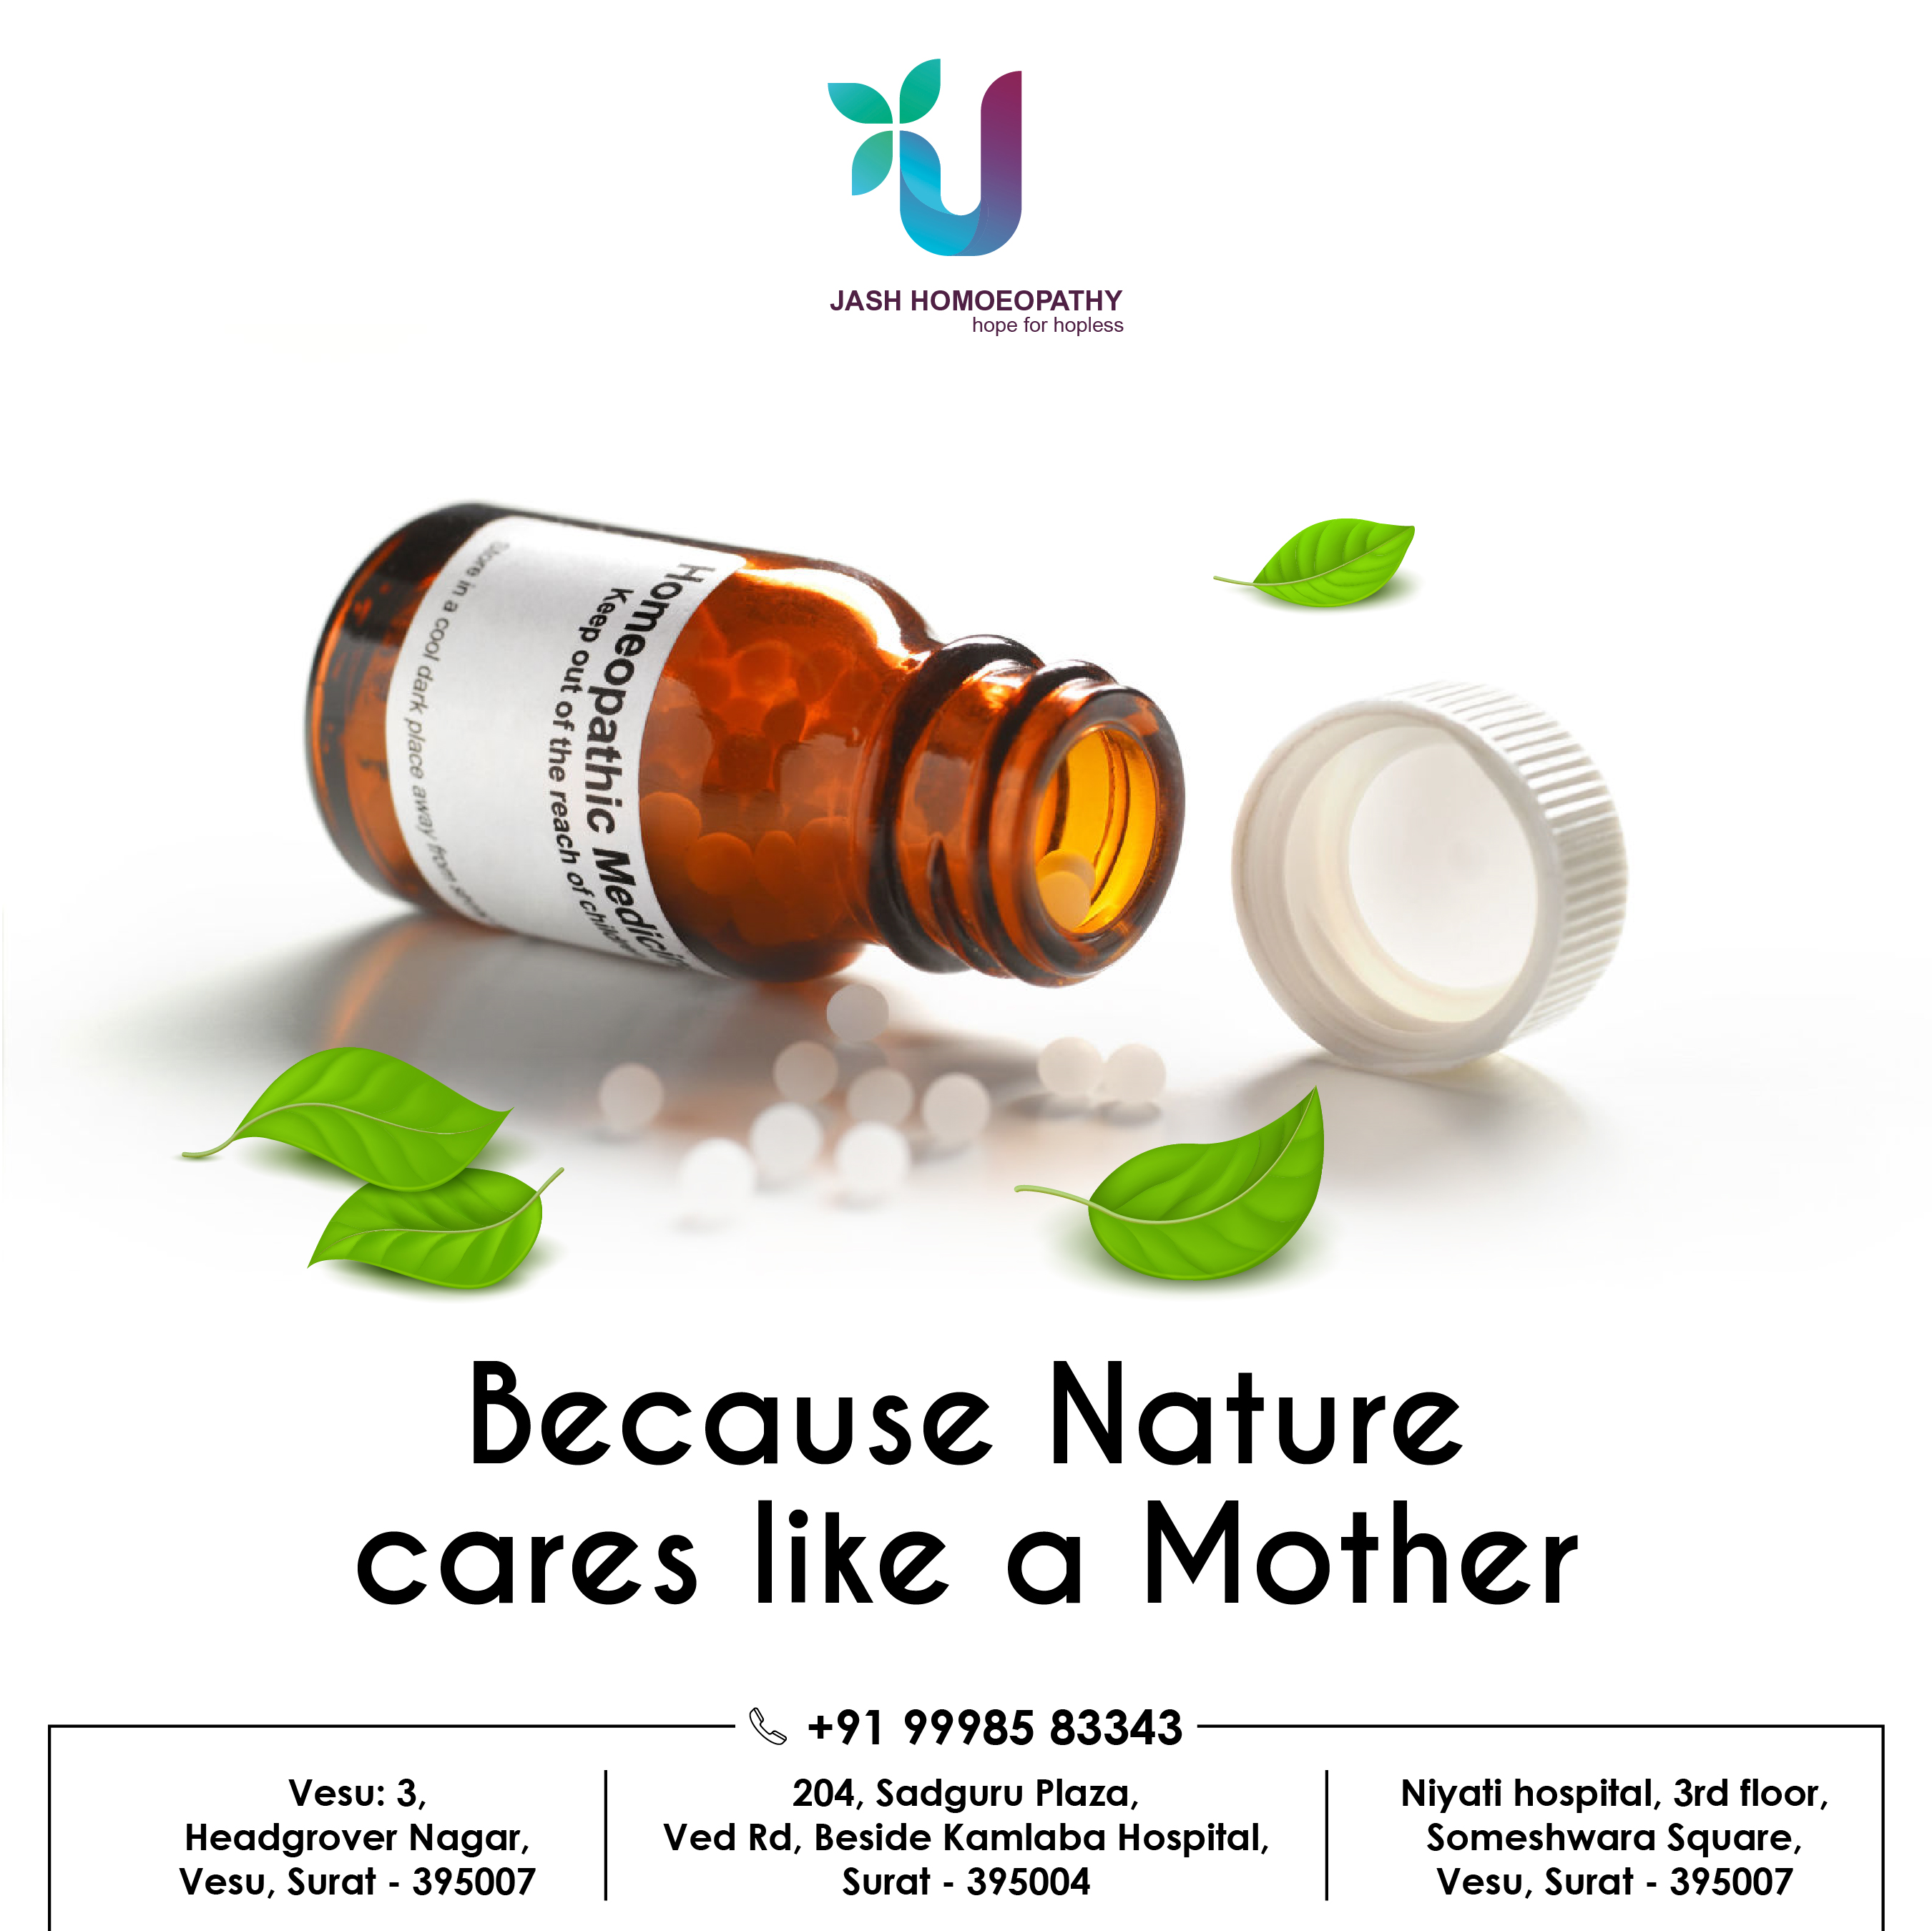 JASH HOMOEOPATHY
hope for hopless
Homeopathic
Keep out of the reach of
Store in a cool dark place away from
Because Nature
cares like a Mother
+91 99985 83343
Vesu: 3,
Headgrover Nagar,
Vesu, Surat - 395007
204, Sadguru Plaza,
Ved Rd, Beside Kamlaba Hospital,
Surat - 395004
Niyati hospital, 3rd floor,
Someshwara Square,
Vesu, Surat - 395007